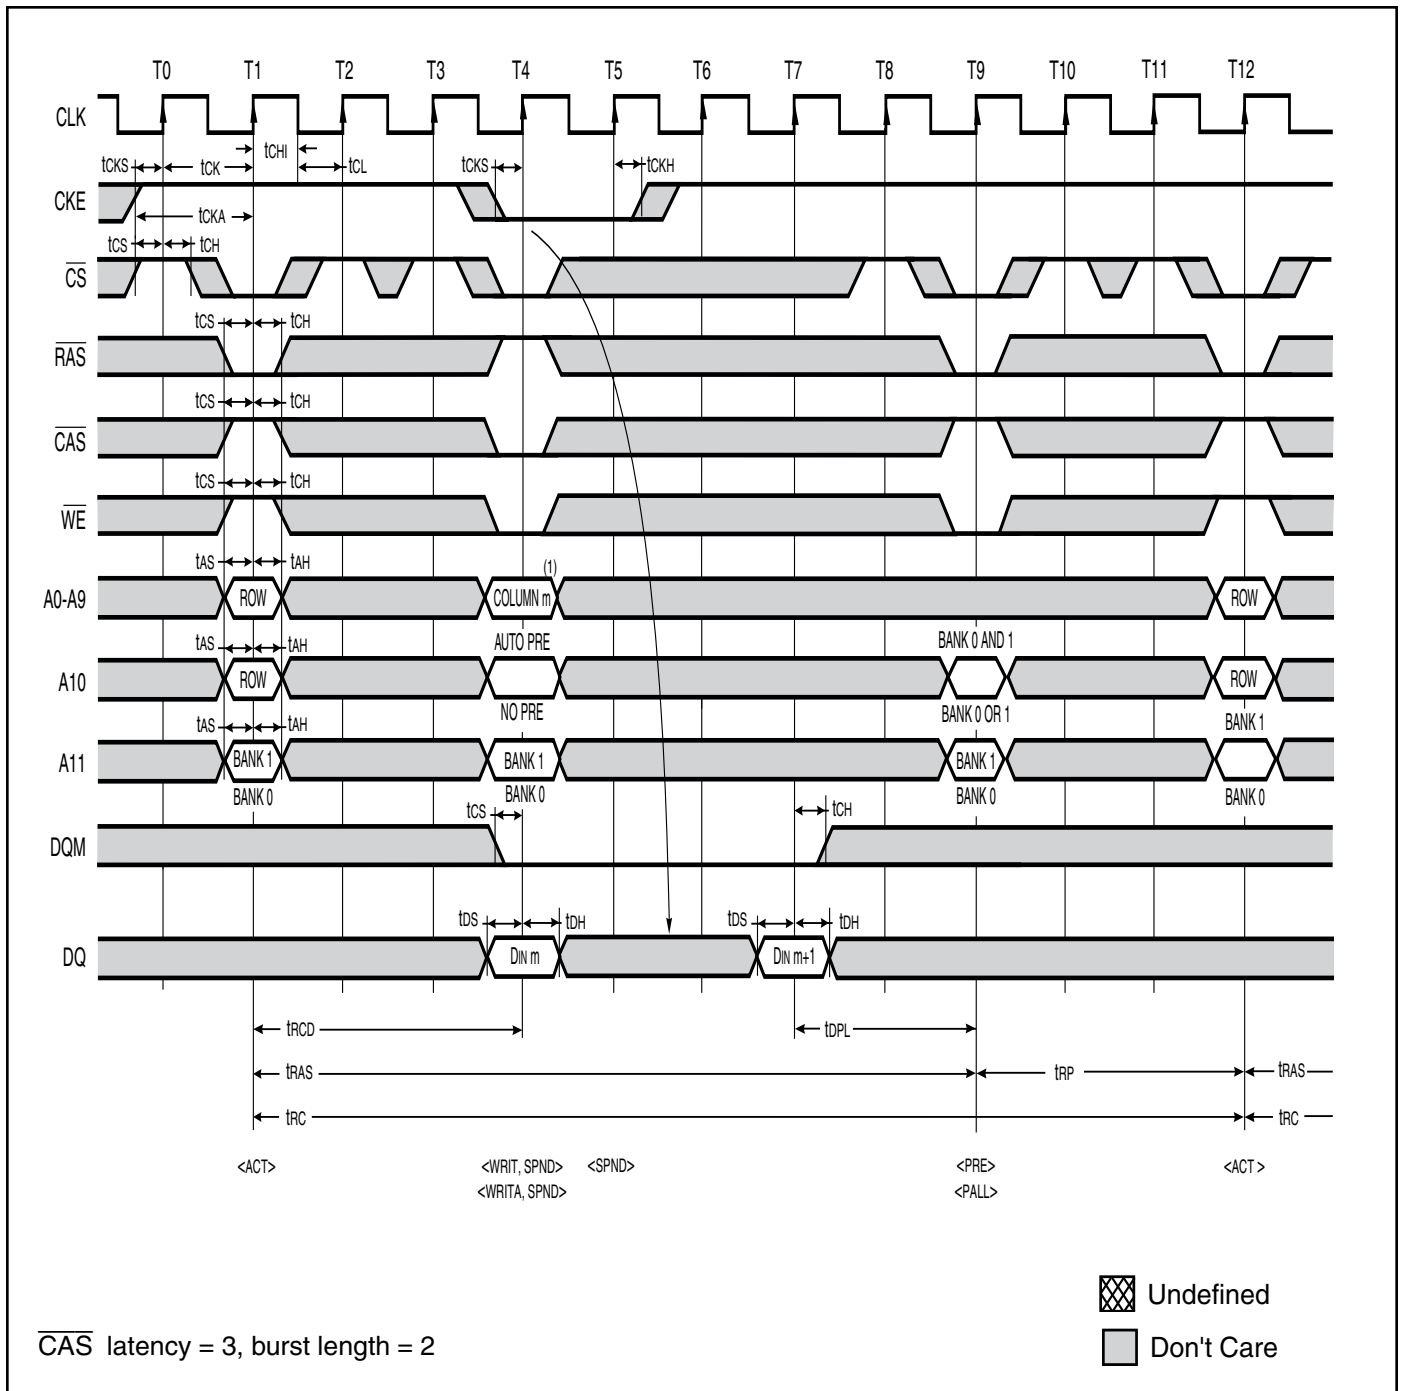 T0 T1 T2 T3 T4 T5 T6 T7 T8 T9 T10 T11 T12
CLK
tCHI
tCKS tCK tCL tCKS tCKH
CKE
tCKA
tCS tCH
CS
tCS tCH
RAS
tCS tCH
CAS
tCS tCH
WE
tAS tAH (1)
A0-A9 ROW COLUMN m ROW
tAS tAH AUTO PRE BANK 0 AND 1
A10 ROW ROW
NO PRE BANK 0 OR 1 BANK 1
tAS tAH
A11 BANK 1 BANK 1 BANK 1
BANK 0 BANK 0 BANK 0 BANK 0
tCS tCH
DQM
tDS tDH tDS tDH
DQ DIN m DIN m+1
tRCD tDPL
tRAS tRP tRAS
tRC tRC
<ACT> <WRIT, SPND> <SPND> <PRE> <ACT >
<WRITA, SPND> <PALL>
Undefined
CAS latency = 3, burst length = 2
Don't Care